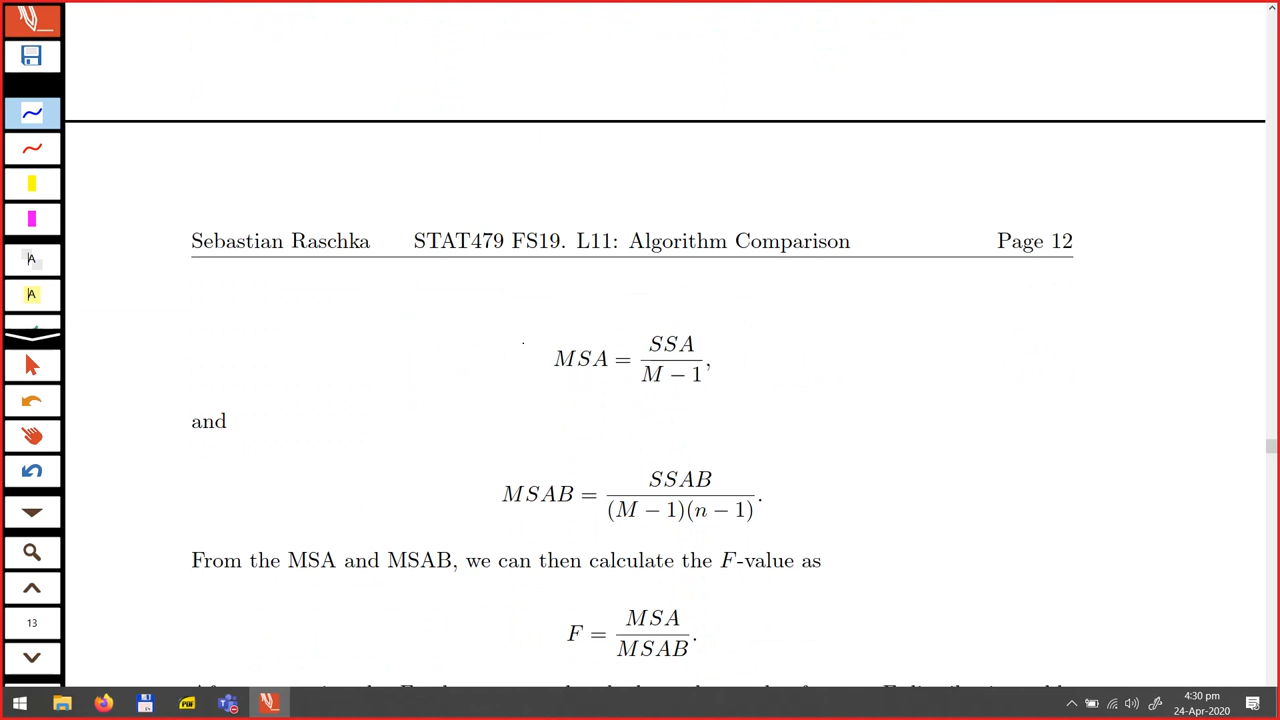 Sebastian Raschka STAT479 FS19. L11: Algorithm Comparison Page 12
MSA = SSA / (M − 1),
and
MSAB = SSAB / ((M − 1)(n − 1)).
From the MSA and MSAB, we can then calculate the F-value as
F = MSA / MSAB.
A
A
13
PDF
4:30 pm
24-Apr-2020